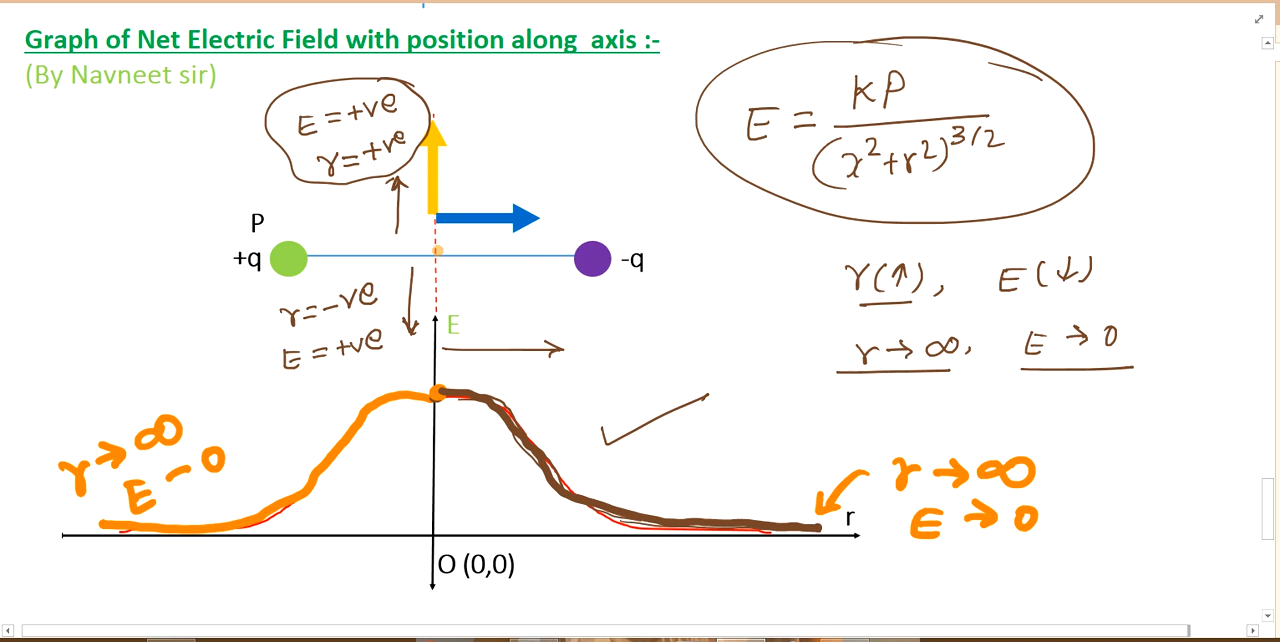 Graph of Net Electric Field with position along axis :-
(By Navneet sir)
E = +ve
r = +ve
E = KP / (x²+r²)^3/2
P
+q
-q
r(↑), E(↓)
r = -ve
E = +ve
E
r → ∞, E → 0
r → ∞
E - 0
r → ∞
E → 0
r
O (0,0)